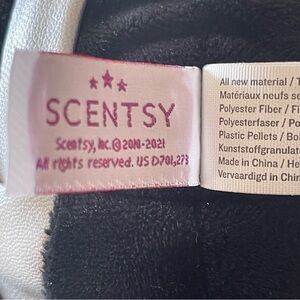 SCENTSY
Scentsy, Inc. © 2010-2021
All rights reserved. US D701,273
All new material / T
Matériaux neufs se
Polyester Fiber / Fi
Polyesterfaser / Po
Plastic Pellets / Bo
Kunststoffgranulat
Made in China / He
Vervaardigd in Chin